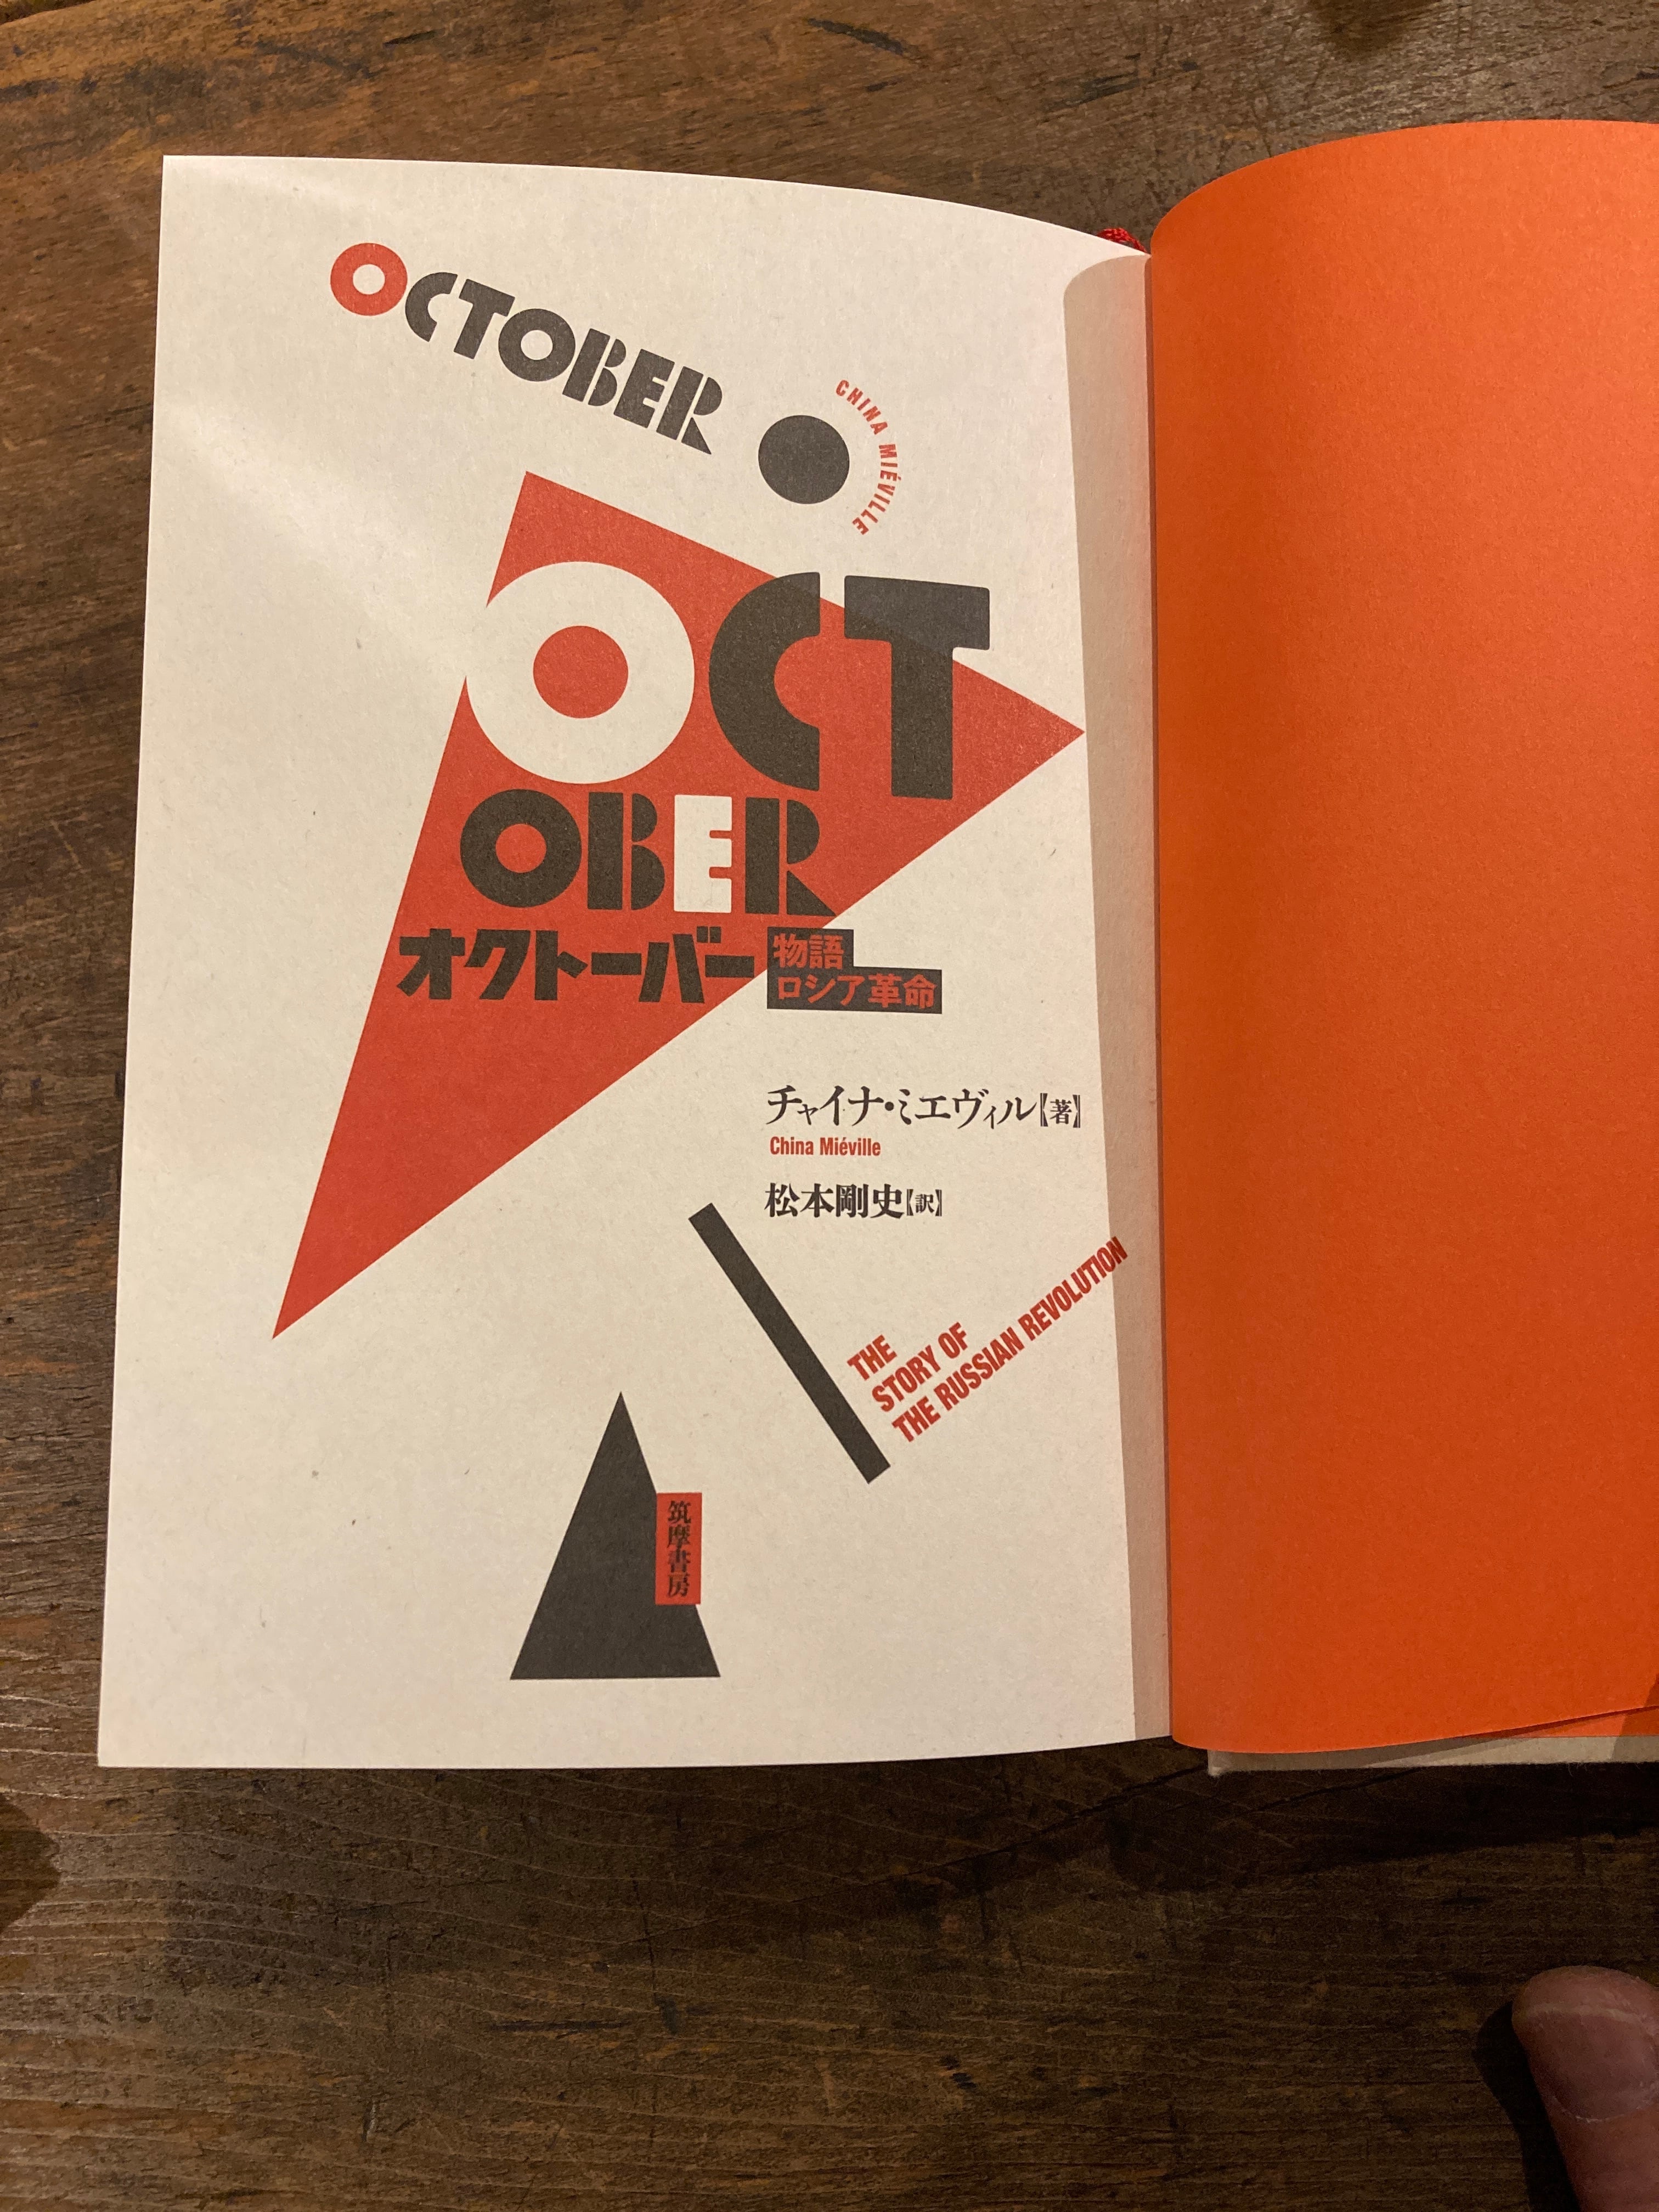 OCTOBER
CHINA MIÉVILLE
OCT
OBER
オクトーバー
物語
ロシア革命
チャイナ・ミエヴィル【著】
China Miéville
松本剛史【訳】
THE
STORY OF
THE RUSSIAN REVOLUTION
筑摩書房